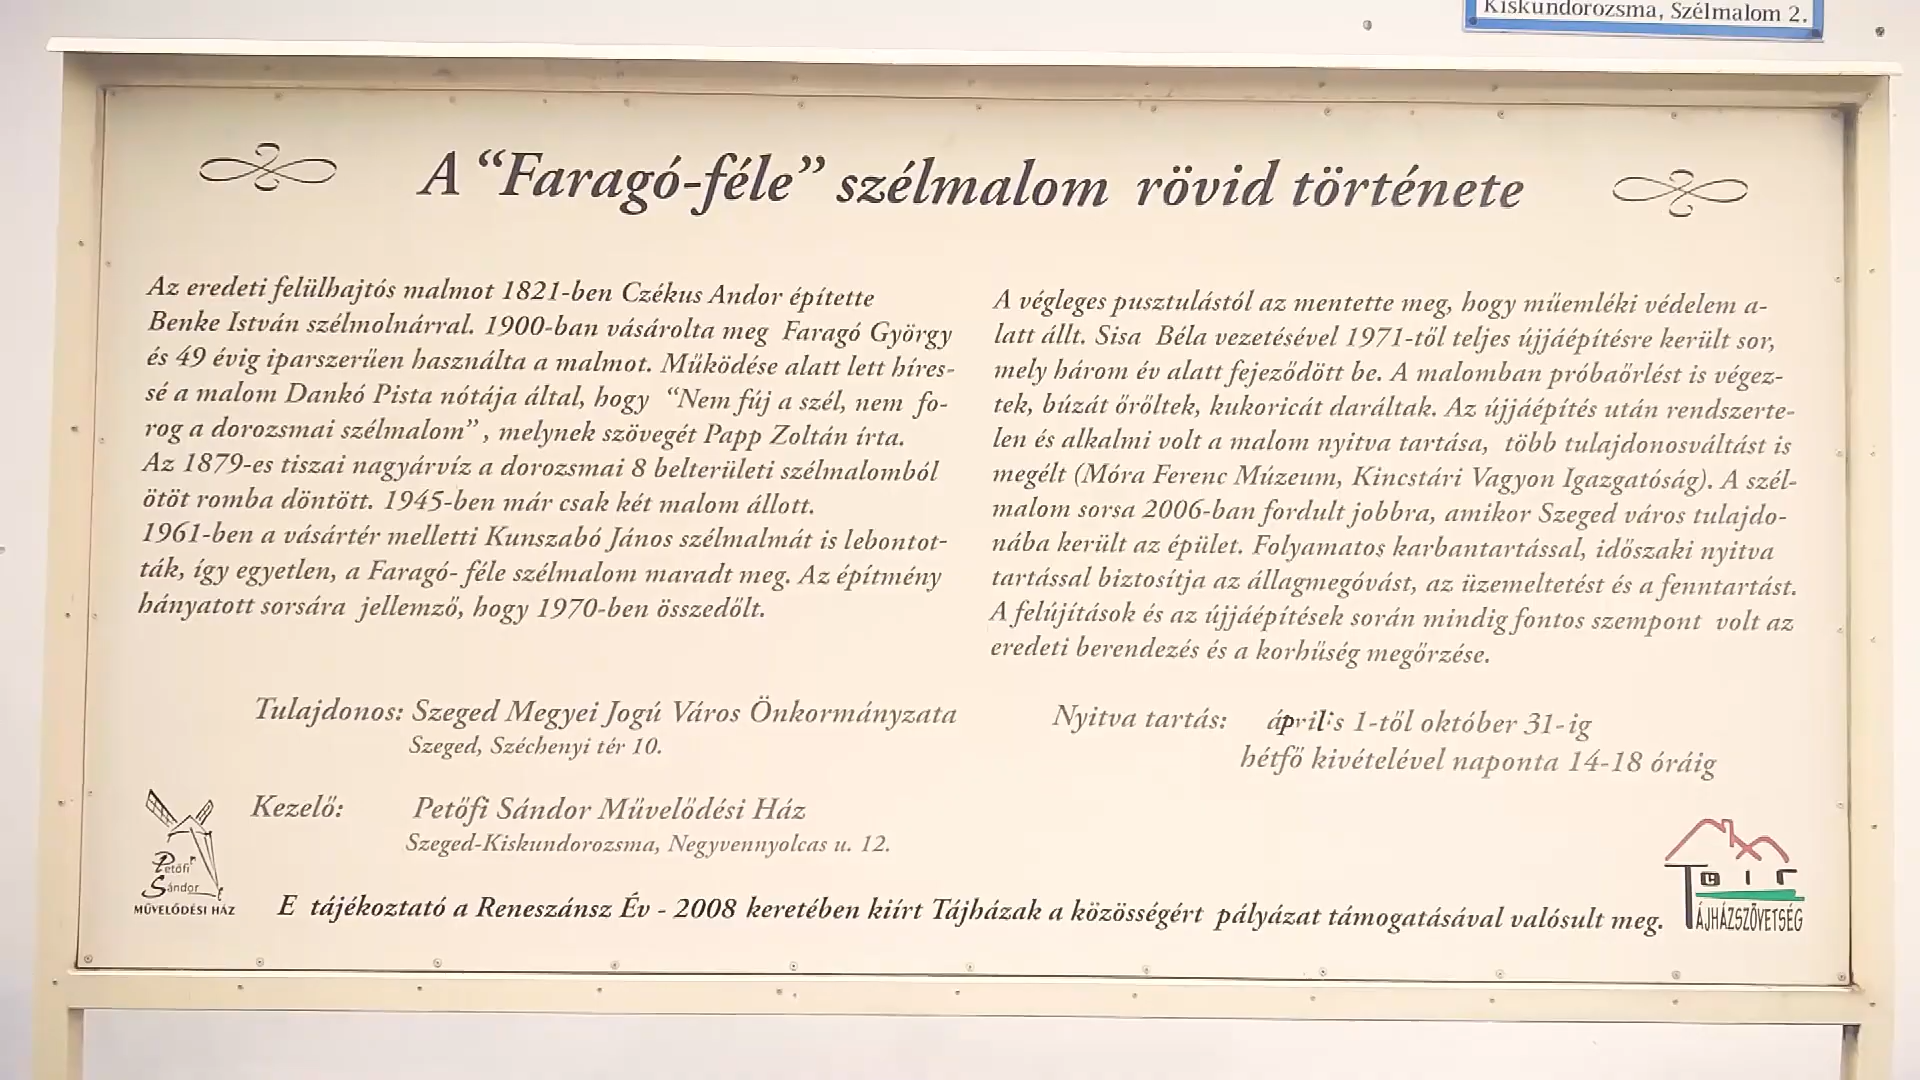 Kiskundorozsma, Szélmalom 2.
A “Faragó-féle” szélmalom rövid története
Az eredeti felülhajtós malmot 1821-ben Czékus Andor építette
Benke István szélmolnárral. 1900-ban vásárolta meg Faragó György
és 49 évig iparszerűen használta a malmot. Működése alatt lett híres-
sé a malom Dankó Pista nótája által, hogy “Nem fúj a szél, nem fo-
rog a dorozsmai szélmalom”, melynek szövegét Papp Zoltán írta.
Az 1879-es tiszai nagyárvíz a dorozsmai 8 belterületi szélmalomból
ötöt romba döntött. 1945-ben már csak két malom állott.
1961-ben a vásártér melletti Kunszabó János szélmalmát is lebontot-
ták, így egyetlen, a Faragó-féle szélmalom maradt meg. Az építmény
hányatott sorsára jellemző, hogy 1970-ben összedőlt.
A végleges pusztulástól az mentette meg, hogy műemléki védelem a-
latt állt. Sisa Béla vezetésével 1971-től teljes újjáépítésre került sor,
mely három év alatt fejeződött be. A malomban próbaőrlést is végez-
tek, búzát őrőltek, kukoricát daráltak. Az újjáépítés után rendszerte-
len és alkalmi volt a malom nyitva tartása, több tulajdonosváltást is
megélt (Móra Ferenc Múzeum, Kincstári Vagyon Igazgatóság). A szél-
malom sorsa 2006-ban fordult jobbra, amikor Szeged város tulajdo-
nába került az épület. Folyamatos karbantartással, időszaki nyitva
tartással biztosítja az állagmegóvást, az üzemeltetést és a fenntartást.
A felújítások és az újjáépítések során mindig fontos szempont volt az
eredeti berendezés és a korhűség megőrzése.
Tulajdonos: Szeged Megyei Jogú Város Önkormányzata
Szeged, Széchenyi tér 10.
Kezelő: Petőfi Sándor Művelődési Ház
Szeged-Kiskundorozsma, Negyvennyolcas u. 12.
Nyitva tartás: április 1-től október 31-ig
hétfő kivételével naponta 14-18 óráig
Petőfi
Sándor
MŰVELŐDÉSI HÁZ
E tájékoztató a Reneszánsz Év - 2008 keretében kiírt Tájházak a közösségért pályázat támogatásával valósult meg.
TÁJHÁZSZÖVETSÉG